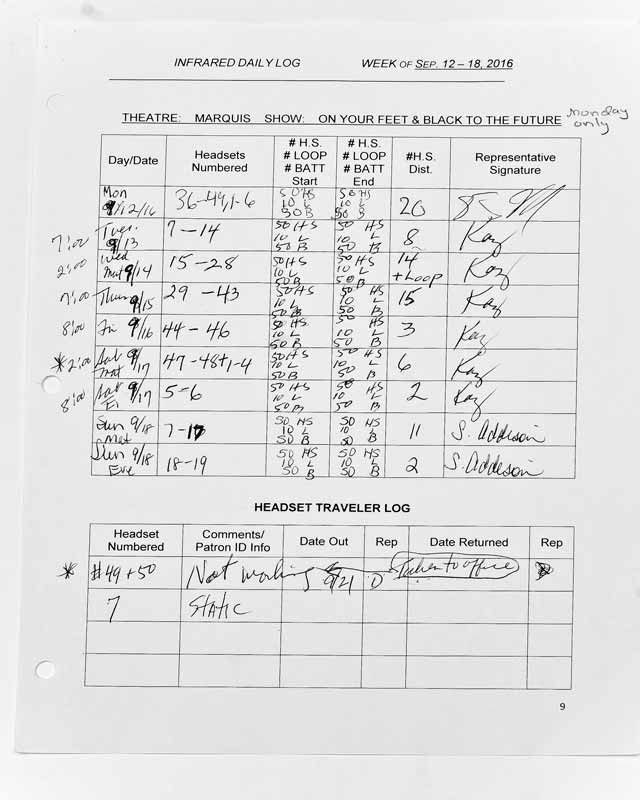 INFRARED DAILY LOG WEEK OF SEP. 12 – 18, 2016
THEATRE: MARQUIS SHOW: ON YOUR FEET & BLACK TO THE FUTURE monday only
Day/Date Headsets Numbered # H.S. # LOOP # BATT Start # H.S. # LOOP # BATT End #H.S. Dist. Representative Signature
Mon 9/12/16 36-49,1-6 50 HS 10 L 50 B 50 HS 10 L 50 B 20
7:00 Tues. 9/13 7-14 50 HS 10 L 50 B 50 HS 10 L 50 B 8 Kay
2:00 Wed mat 9/14 15-28 50 HS 10 L 50 B 50 HS 10 L 50 B 14 + Loop Kay
7:00 Thurs 9/15 29-43 50 HS 10 L 50 B 50 HS 10 L 50 B 15 Kay
8:00 Fri 9/16 44-46 50 HS 10 L 50 B 50 HS 10 L 50 B 3 Kay
*2:00 Sat mat 9/17 47-48+1-4 50 HS 10 L 50 B 50 HS 10 L 50 B 6 Kay
8:00 Sat 9/17 5-6 50 HS 10 L 50 B 50 HS 10 L 50 B 2 Kay
Sun 9/18 Mat 7-17 50 HS 10 L 50 B 50 HS 10 L 50 B 11 S. Addison
Sun 9/18 Eve 18-19 50 HS 10 L 50 B 50 HS 10 L 50 B 2 S. Addison
HEADSET TRAVELER LOG
Headset Numbered Comments/ Patron ID Info Date Out Rep Date Returned Rep
* #49+50 Not working 9/21 D Taken to office
7 STATIC
9